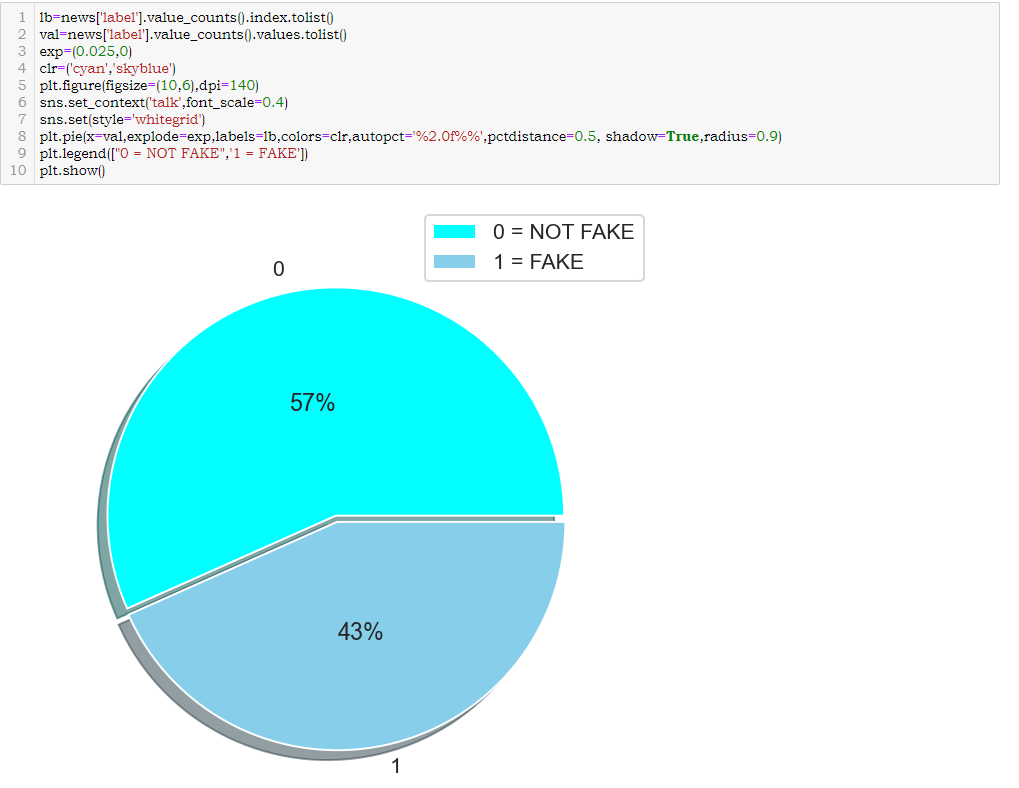 1 lb=news['label'].value_counts().index.tolist()
2 val=news['label'].value_counts().values.tolist()
3 exp=(0.025,0)
4 clr=('cyan','skyblue')
5 plt.figure(figsize=(10,6),dpi=140)
6 sns.set_context('talk',font_scale=0.4)
7 sns.set(style='whitegrid')
8 plt.pie(x=val,explode=exp,labels=lb,colors=clr,autopct='%2.0f%%',pctdistance=0.5, shadow=True,radius=0.9)
9 plt.legend(["0 = NOT FAKE",'1 = FAKE'])
10 plt.show()
0 = NOT FAKE
1 = FAKE
0
57%
43%
1